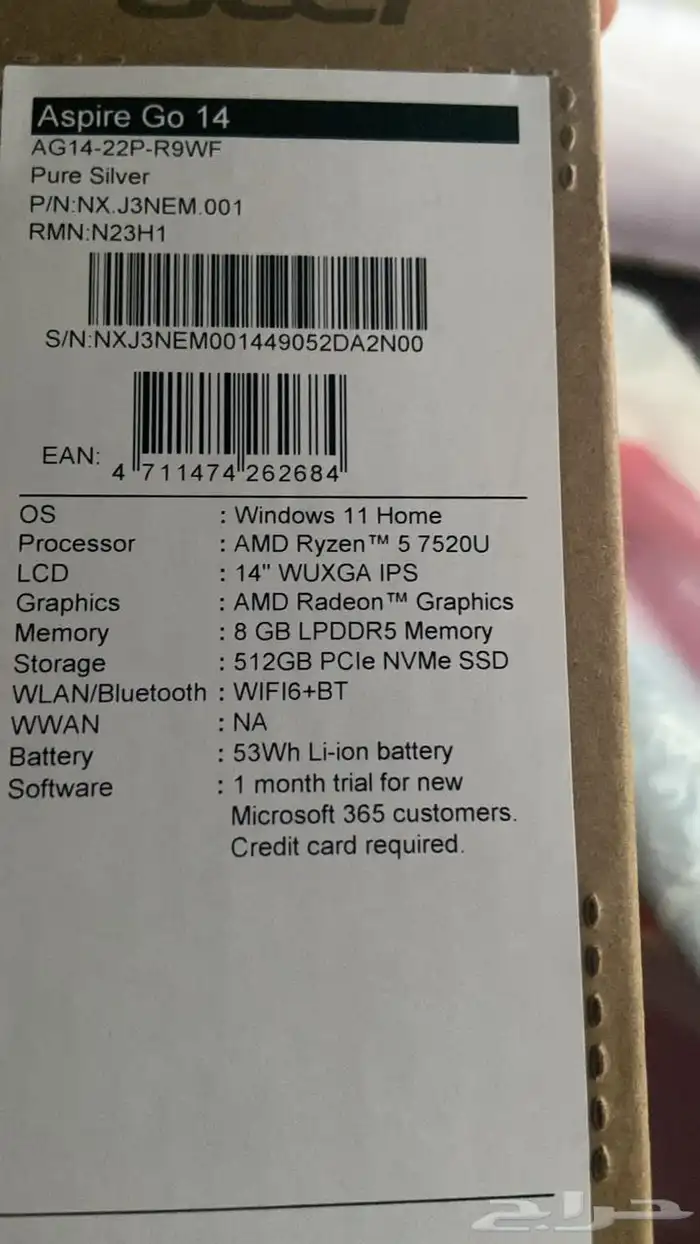 acer
Aspire Go 14
AG14-22P-R9WF
Pure Silver
P/N:NX.J3NEM.001
RMN:N23H1
S/N:NXJ3NEM001449052DA2N00
EAN: 4 711474 262684
OS : Windows 11 Home
Processor : AMD Ryzen™ 5 7520U
LCD : 14" WUXGA IPS
Graphics : AMD Radeon™ Graphics
Memory : 8 GB LPDDR5 Memory
Storage : 512GB PCIe NVMe SSD
WLAN/Bluetooth : WIFI6+BT
WWAN : NA
Battery : 53Wh Li-ion battery
Software : 1 month trial for new
Microsoft 365 customers.
Credit card required.
حراج